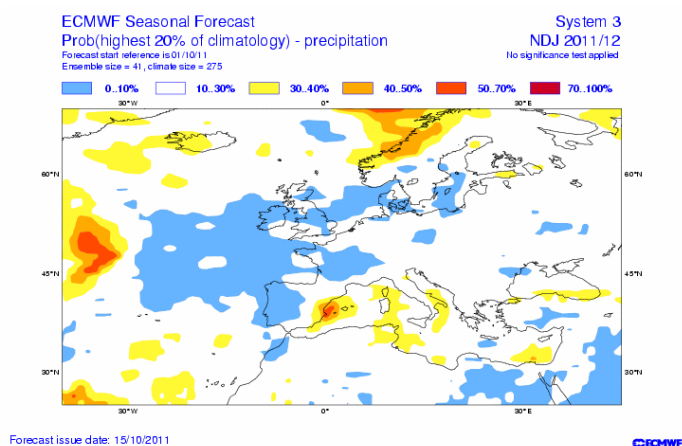 ECMWF Seasonal Forecast
System 3
Prob(highest 20% of climatology) - precipitation
NDJ 2011/12
Forecast start reference is 01/10/11
No significance test applied
Ensemble size = 41, climate size = 275
0..10% 10..30% 30..40% 40..50% 50..70% 70..100%
30°W 0° 30°E
60°N 60°N
45°N 45°N
30°N 30°N
30°W 0° 30°E
Forecast issue date: 15/10/2011
ECMWF